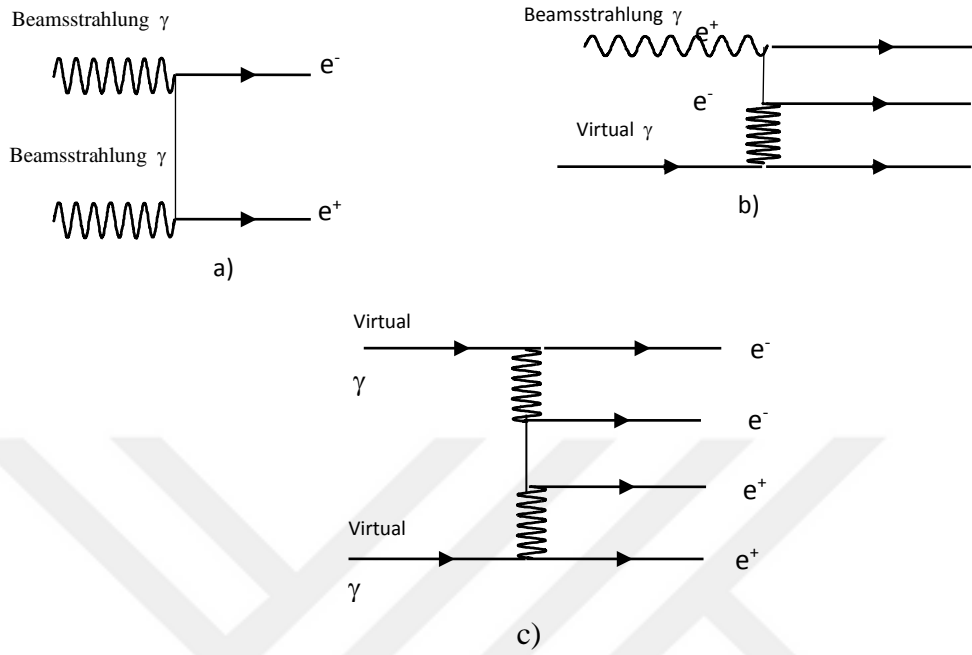 Beamsstrahlung γ
e⁻
Beamsstrahlung γ
e⁺
a)
Beamsstrahlung γ
e⁺
e⁻
Virtual γ
b)
Virtual
γ
e⁻
e⁻
e⁺
Virtual
γ
e⁺
c)